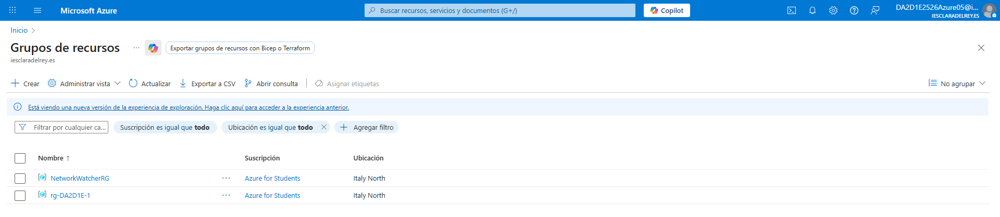 Microsoft Azure
Buscar recursos, servicios y documentos (G+/)
Copilot
DA2D1E2526Azure05@i...
IESCLARADELREY.ES
Inicio
Grupos de recursos
Exportar grupos de recursos con Bicep o Terraform
iesclaradelrey.es
Crear Administrar vista Actualizar Exportar a CSV Abrir consulta Asignar etiquetas No agrupar
Está viendo una nueva versión de la experiencia de exploración. Haga clic aquí para acceder a la experiencia anterior.
Filtrar por cualquier ca... Suscripción es igual que todo Ubicación es igual que todo Agregar filtro
Nombre ↑ Suscripción Ubicación
NetworkWatcherRG ... Azure for Students Italy North
rg-DA2D1E-1 ... Azure for Students Italy North